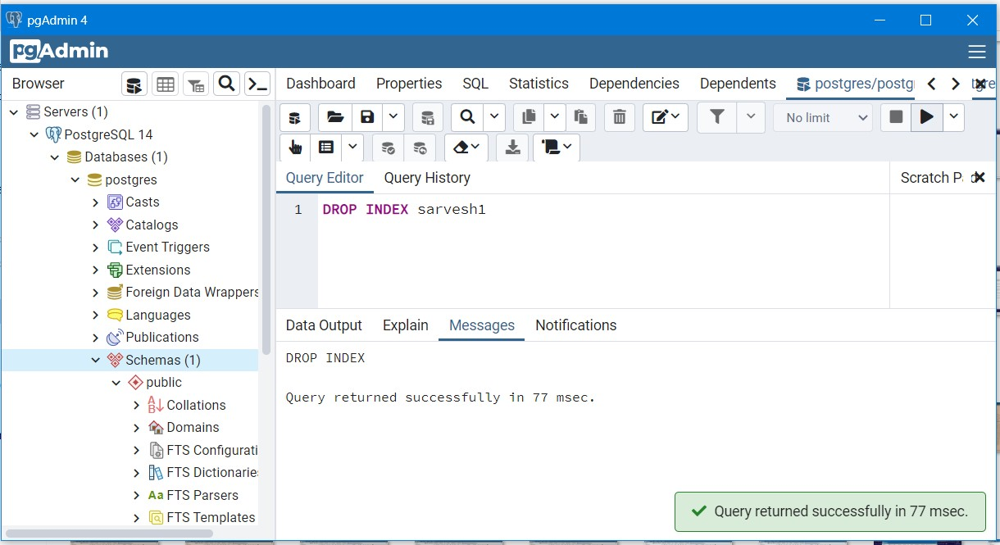 pgAdmin 4
pgAdmin
Browser
Dashboard Properties SQL Statistics Dependencies Dependents postgres/postg
No limit
Servers (1)
PostgreSQL 14
Databases (1)
postgres
Casts
Catalogs
Event Triggers
Extensions
Foreign Data Wrappers
Languages
Publications
Schemas (1)
public
Collations
Domains
FTS Configurati
FTS Dictionarie
Aa FTS Parsers
FTS Templates
Query Editor Query History
Scratch P
1 DROP INDEX sarvesh1
Data Output Explain Messages Notifications
DROP INDEX
Query returned successfully in 77 msec.
Query returned successfully in 77 msec.